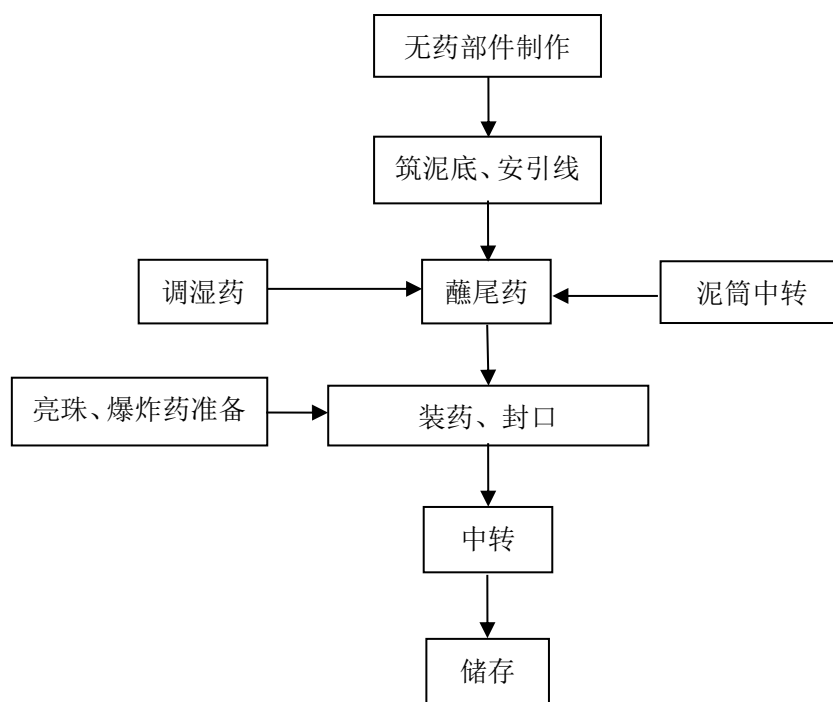 无药部件制作
筑泥底、安引线
调湿药
蘸尾药
泥筒中转
亮珠、爆炸药准备
装药、封口
中转
储存